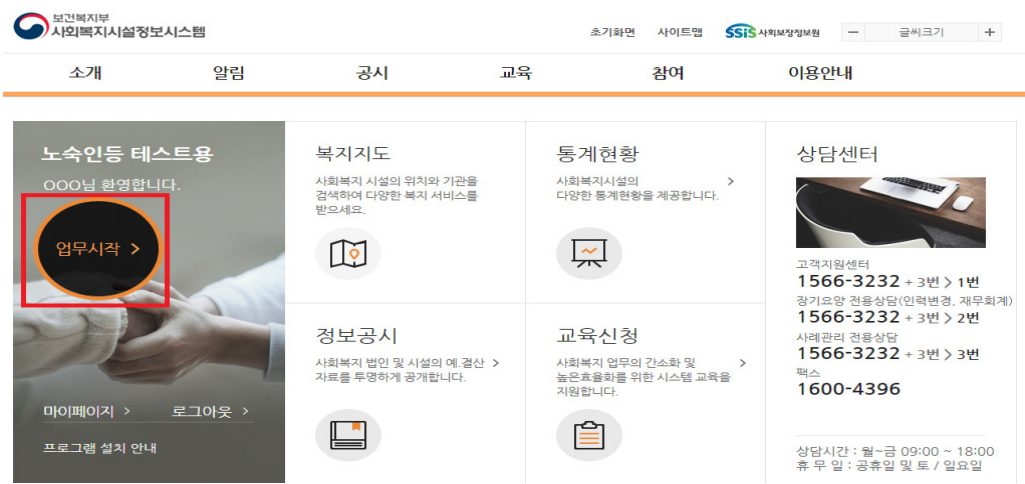 보건복지부
사회복지시설정보시스템
초기화면 사이트맵 SSiS 사회보장정보원 － 글씨크기 +
소개 알림 공시 교육 참여 이용안내
노숙인등 테스트용
OOO님 환영합니다.
업무시작 >
마이페이지 > 로그아웃 >
프로그램 설치 안내
복지지도
사회복지 시설의 위치와 기관을
검색하여 다양한 복지 서비스를
받으세요.
통계현황
사회복지시설의 >
다양한 통계현황을 제공합니다.
정보공시
사회복지 법인 및 시설의 예.결산 >
자료를 투명하게 공개합니다.
교육신청
사회복지 업무의 간소화 및 >
높은효율화를 위한 시스템 교육을
지원합니다.
상담센터
고객지원센터
1566-3232 + 3번 > 1번
장기요양 전용상담(인력변경, 재무회계)
1566-3232 + 3번 > 2번
사례관리 전용상담
1566-3232 + 3번 > 3번
팩스
1600-4396
상담시간 : 월~금 09:00 ~ 18:00
휴 무 일 : 공휴일 및 토 / 일요일